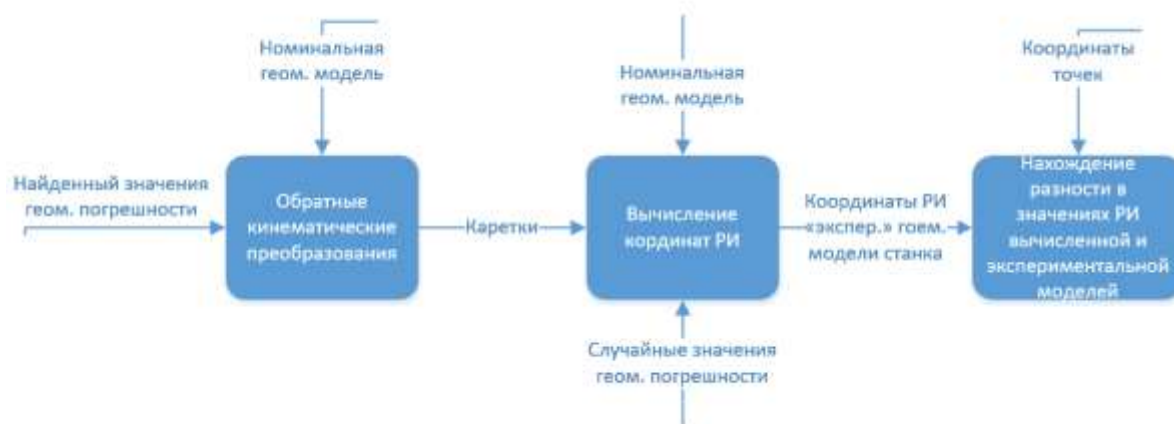 Номинальная
геом. модель
Номинальная
геом. модель
Координаты
точек
Найденный значения
геом. погрешности
Обратные
кинематические
преобразования
Каретки
Вычисление
кординат РИ
Координаты РИ
«экспер.» гоем.
модели станка
Нахождение
разности в
значениях РИ
вычисленной и
экспериментальной
моделей
Случайные значения
геом. погрешности